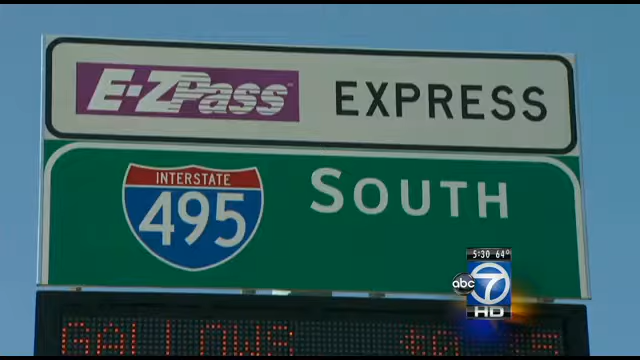 E-ZPass EXPRESS
INTERSTATE
495 SOUTH
5:30 64°
abc 7
HD
GALLOWS